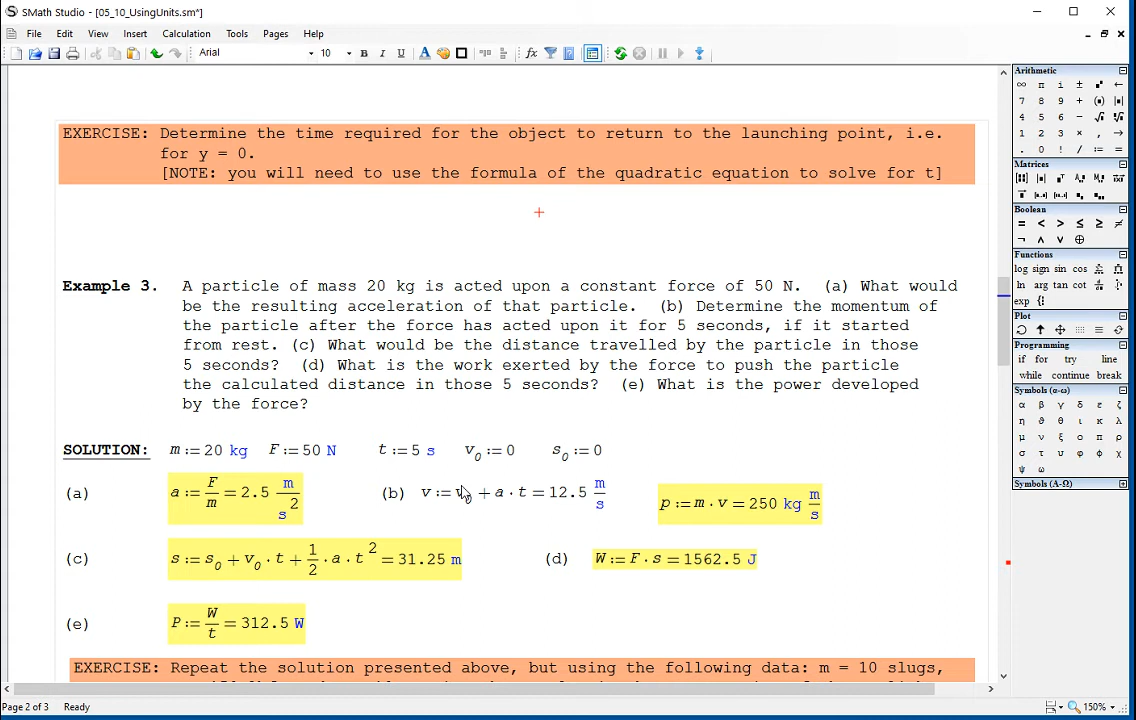 SMath Studio - [05_10_UsingUnits.sm*]
File Edit View Insert Calculation Tools Pages Help
Arial 10
EXERCISE: Determine the time required for the object to return to the launching point, i.e.
for y = 0.
[NOTE: you will need to use the formula of the quadratic equation to solve for t]
Example 3. A particle of mass 20 kg is acted upon a constant force of 50 N. (a) What would
be the resulting acceleration of that particle. (b) Determine the momentum of
the particle after the force has acted upon it for 5 seconds, if it started
from rest. (c) What would be the distance travelled by the particle in those
5 seconds? (d) What is the work exerted by the force to push the particle
the calculated distance in those 5 seconds? (e) What is the power developed
by the force?
SOLUTION: m:=20 kg F:=50 N t:=5 s v₀:=0 s₀:=0
(a) a:=F/m=2.5 m/s² (b) v:=v₀+a·t=12.5 m/s p:=m·v=250 kg m/s
(c) s:=s₀+v₀·t+1/2·a·t²=31.25 m (d) W:=F·s=1562.5 J
(e) P:=W/t=312.5 W
EXERCISE: Repeat the solution presented above, but using the following data: m = 10 slugs,
Arithmetic
∞ π i ± ←
7 8 9 +
4 5 6 -
1 2 3 × , →
. 0 ! / := =
Matrices
Boolean
= < > ≤ ≥ ≠
¬ ∧ ∨ ⊕
Functions
log sign sin cos
ln arg tan cot
exp
Plot
Programming
if for try line
while continue break
Symbols (α-ω)
α β γ δ ε ζ
η ϑ θ ι κ λ
μ ν ξ ο π ρ
σ τ υ φ χ
ψ ω
Symbols (Α-Ω)
Page 2 of 3 Ready 150%